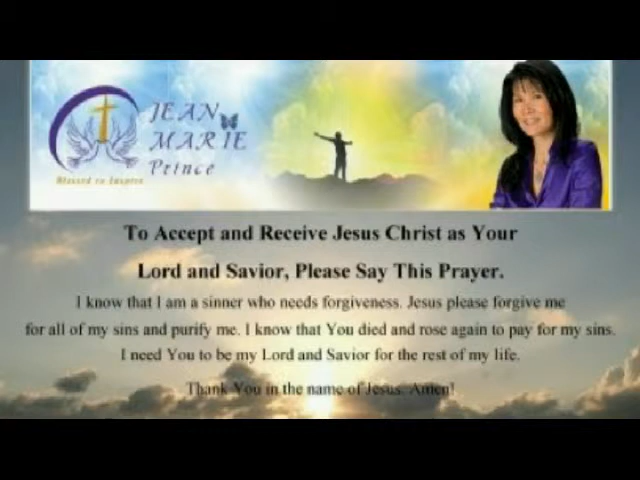 JEAN
MARIE
Prince
Blessed to Inspire
To Accept and Receive Jesus Christ as Your
Lord and Savior, Please Say This Prayer.
I know that I am a sinner who needs forgiveness. Jesus please forgive me
for all of my sins and purify me. I know that You died and rose again to pay for my sins.
I need You to be my Lord and Savior for the rest of my life.
Thank You in the name of Jesus. Amen!